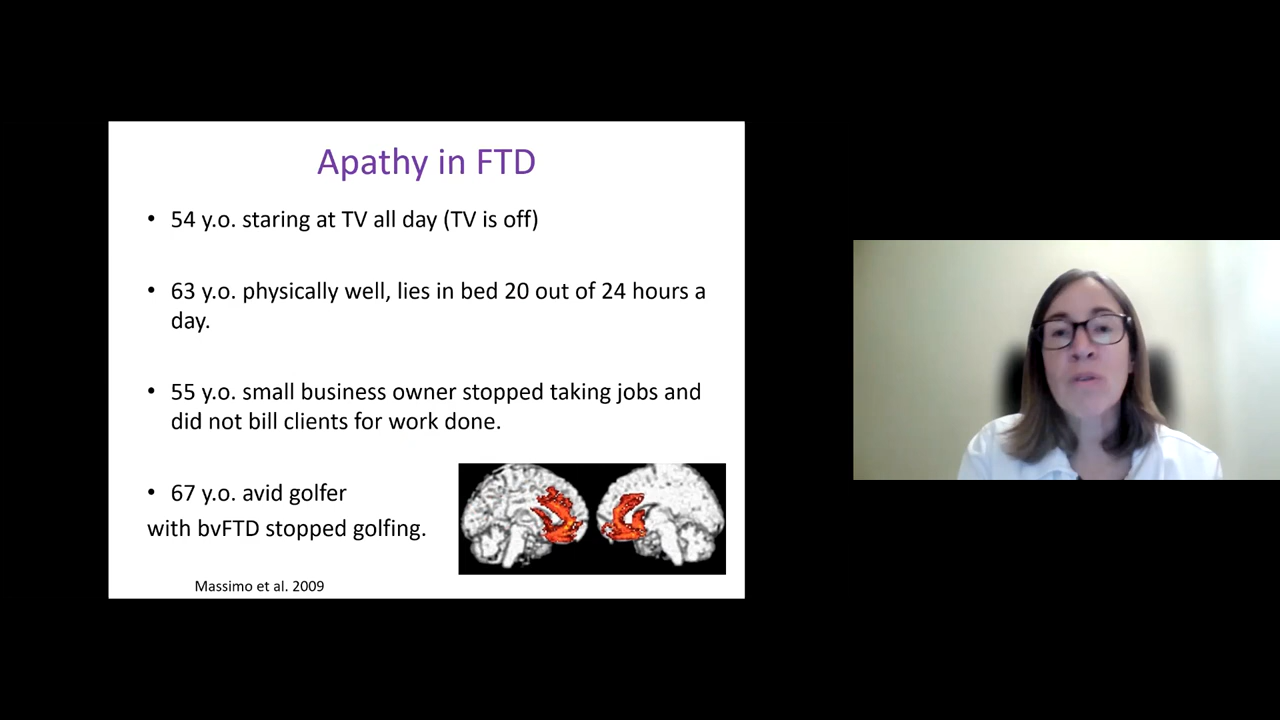 Apathy in FTD
• 54 y.o. staring at TV all day (TV is off)
• 63 y.o. physically well, lies in bed 20 out of 24 hours a
day.
• 55 y.o. small business owner stopped taking jobs and
did not bill clients for work done.
• 67 y.o. avid golfer
with bvFTD stopped golfing.
Massimo et al. 2009